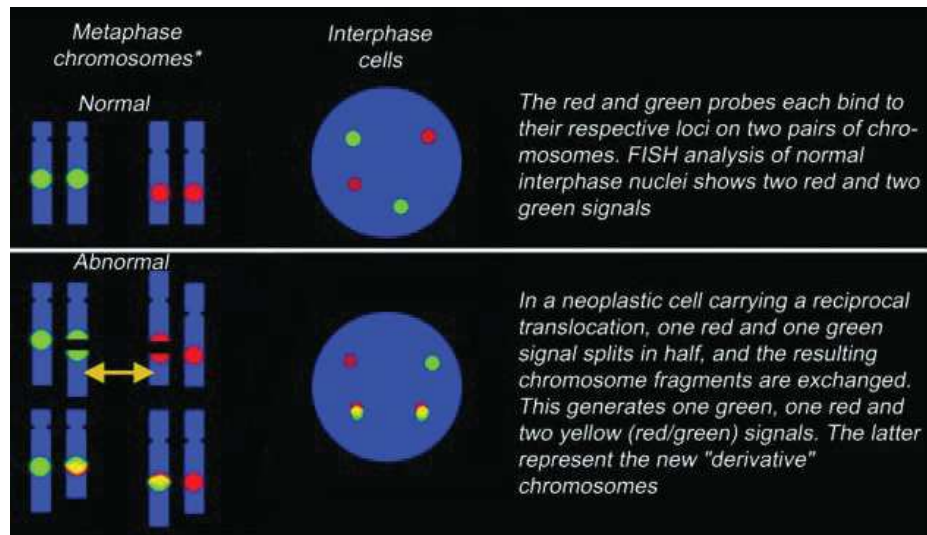 Metaphase
chromosomes*
Interphase
cells
Normal
The red and green probes each bind to
their respective loci on two pairs of chro-
mosomes. FISH analysis of normal
interphase nuclei shows two red and two
green signals
Abnormal
In a neoplastic cell carrying a reciprocal
translocation, one red and one green
signal splits in half, and the resulting
chromosome fragments are exchanged.
This generates one green, one red and
two yellow (red/green) signals. The latter
represent the new "derivative"
chromosomes